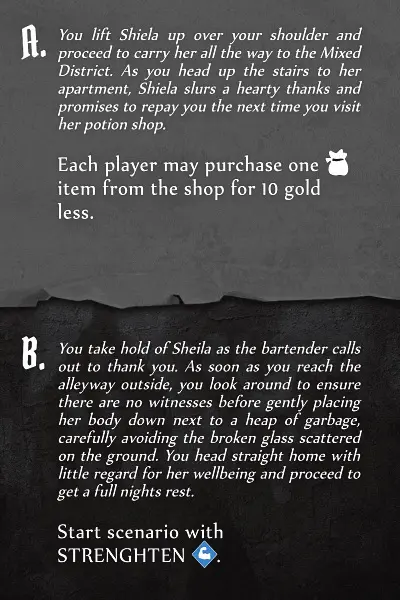 A. You lift Shiela up over your shoulder and
proceed to carry her all the way to the Mixed
District. As you head up the stairs to her
apartment, Shiela slurs a hearty thanks and
promises to repay you the next time you visit
her potion shop.
Each player may purchase one
item from the shop for 10 gold
less.
B. You take hold of Sheila as the bartender calls
out to thank you. As soon as you reach the
alleyway outside, you look around to ensure
there are no witnesses before gently placing
her body down next to a heap of garbage,
carefully avoiding the broken glass scattered
on the ground. You head straight home with
little regard for her wellbeing and proceed to
get a full nights rest.
Start scenario with
STRENGHTEN .